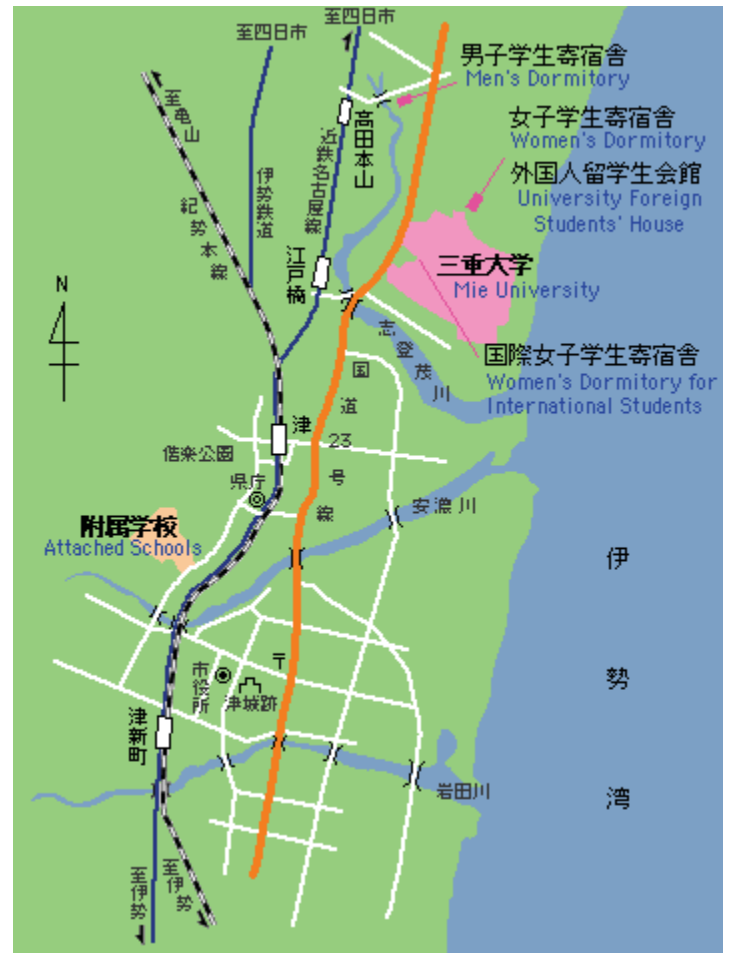 至四日市
至四日市
男子学生寄宿舎
Men's Dormitory
至亀山
女子学生寄宿舎
Women's Dormitory
高田本山
近鉄名古屋線
伊勢鉄道
外国人留学生会館
University Foreign
Students' House
紀勢本線
江戸橋
三重大学
Mie University
N
志登茂川
国際女子学生寄宿舎
Women's Dormitory for
International Students
国道23号線
津
偕楽公園
県庁
安濃川
附属学校
Attached Schools
伊勢湾
〒
市役所
津城跡
津新町
岩田川
至伊勢
至伊勢